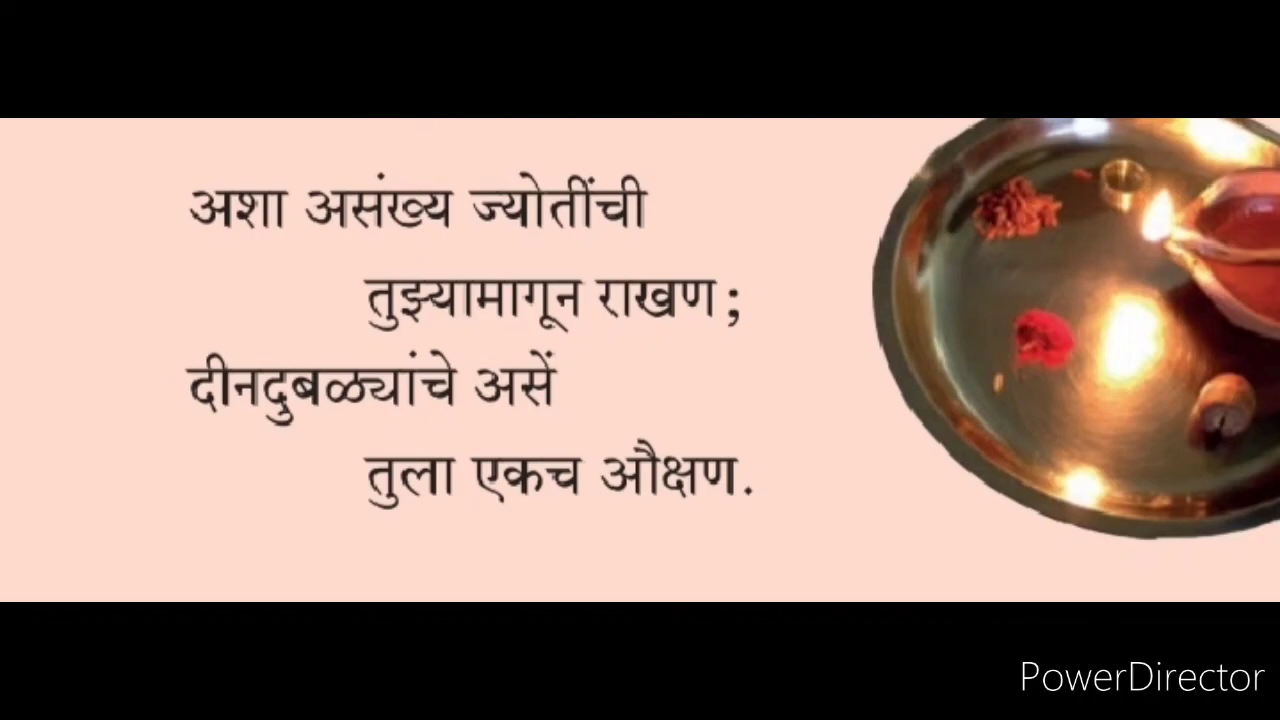 अशा असंख्य ज्योतींची
तुझ्यामागून राखण;
दीनदुबळ्यांचे असें
तुला एकच औक्षण.
PowerDirector